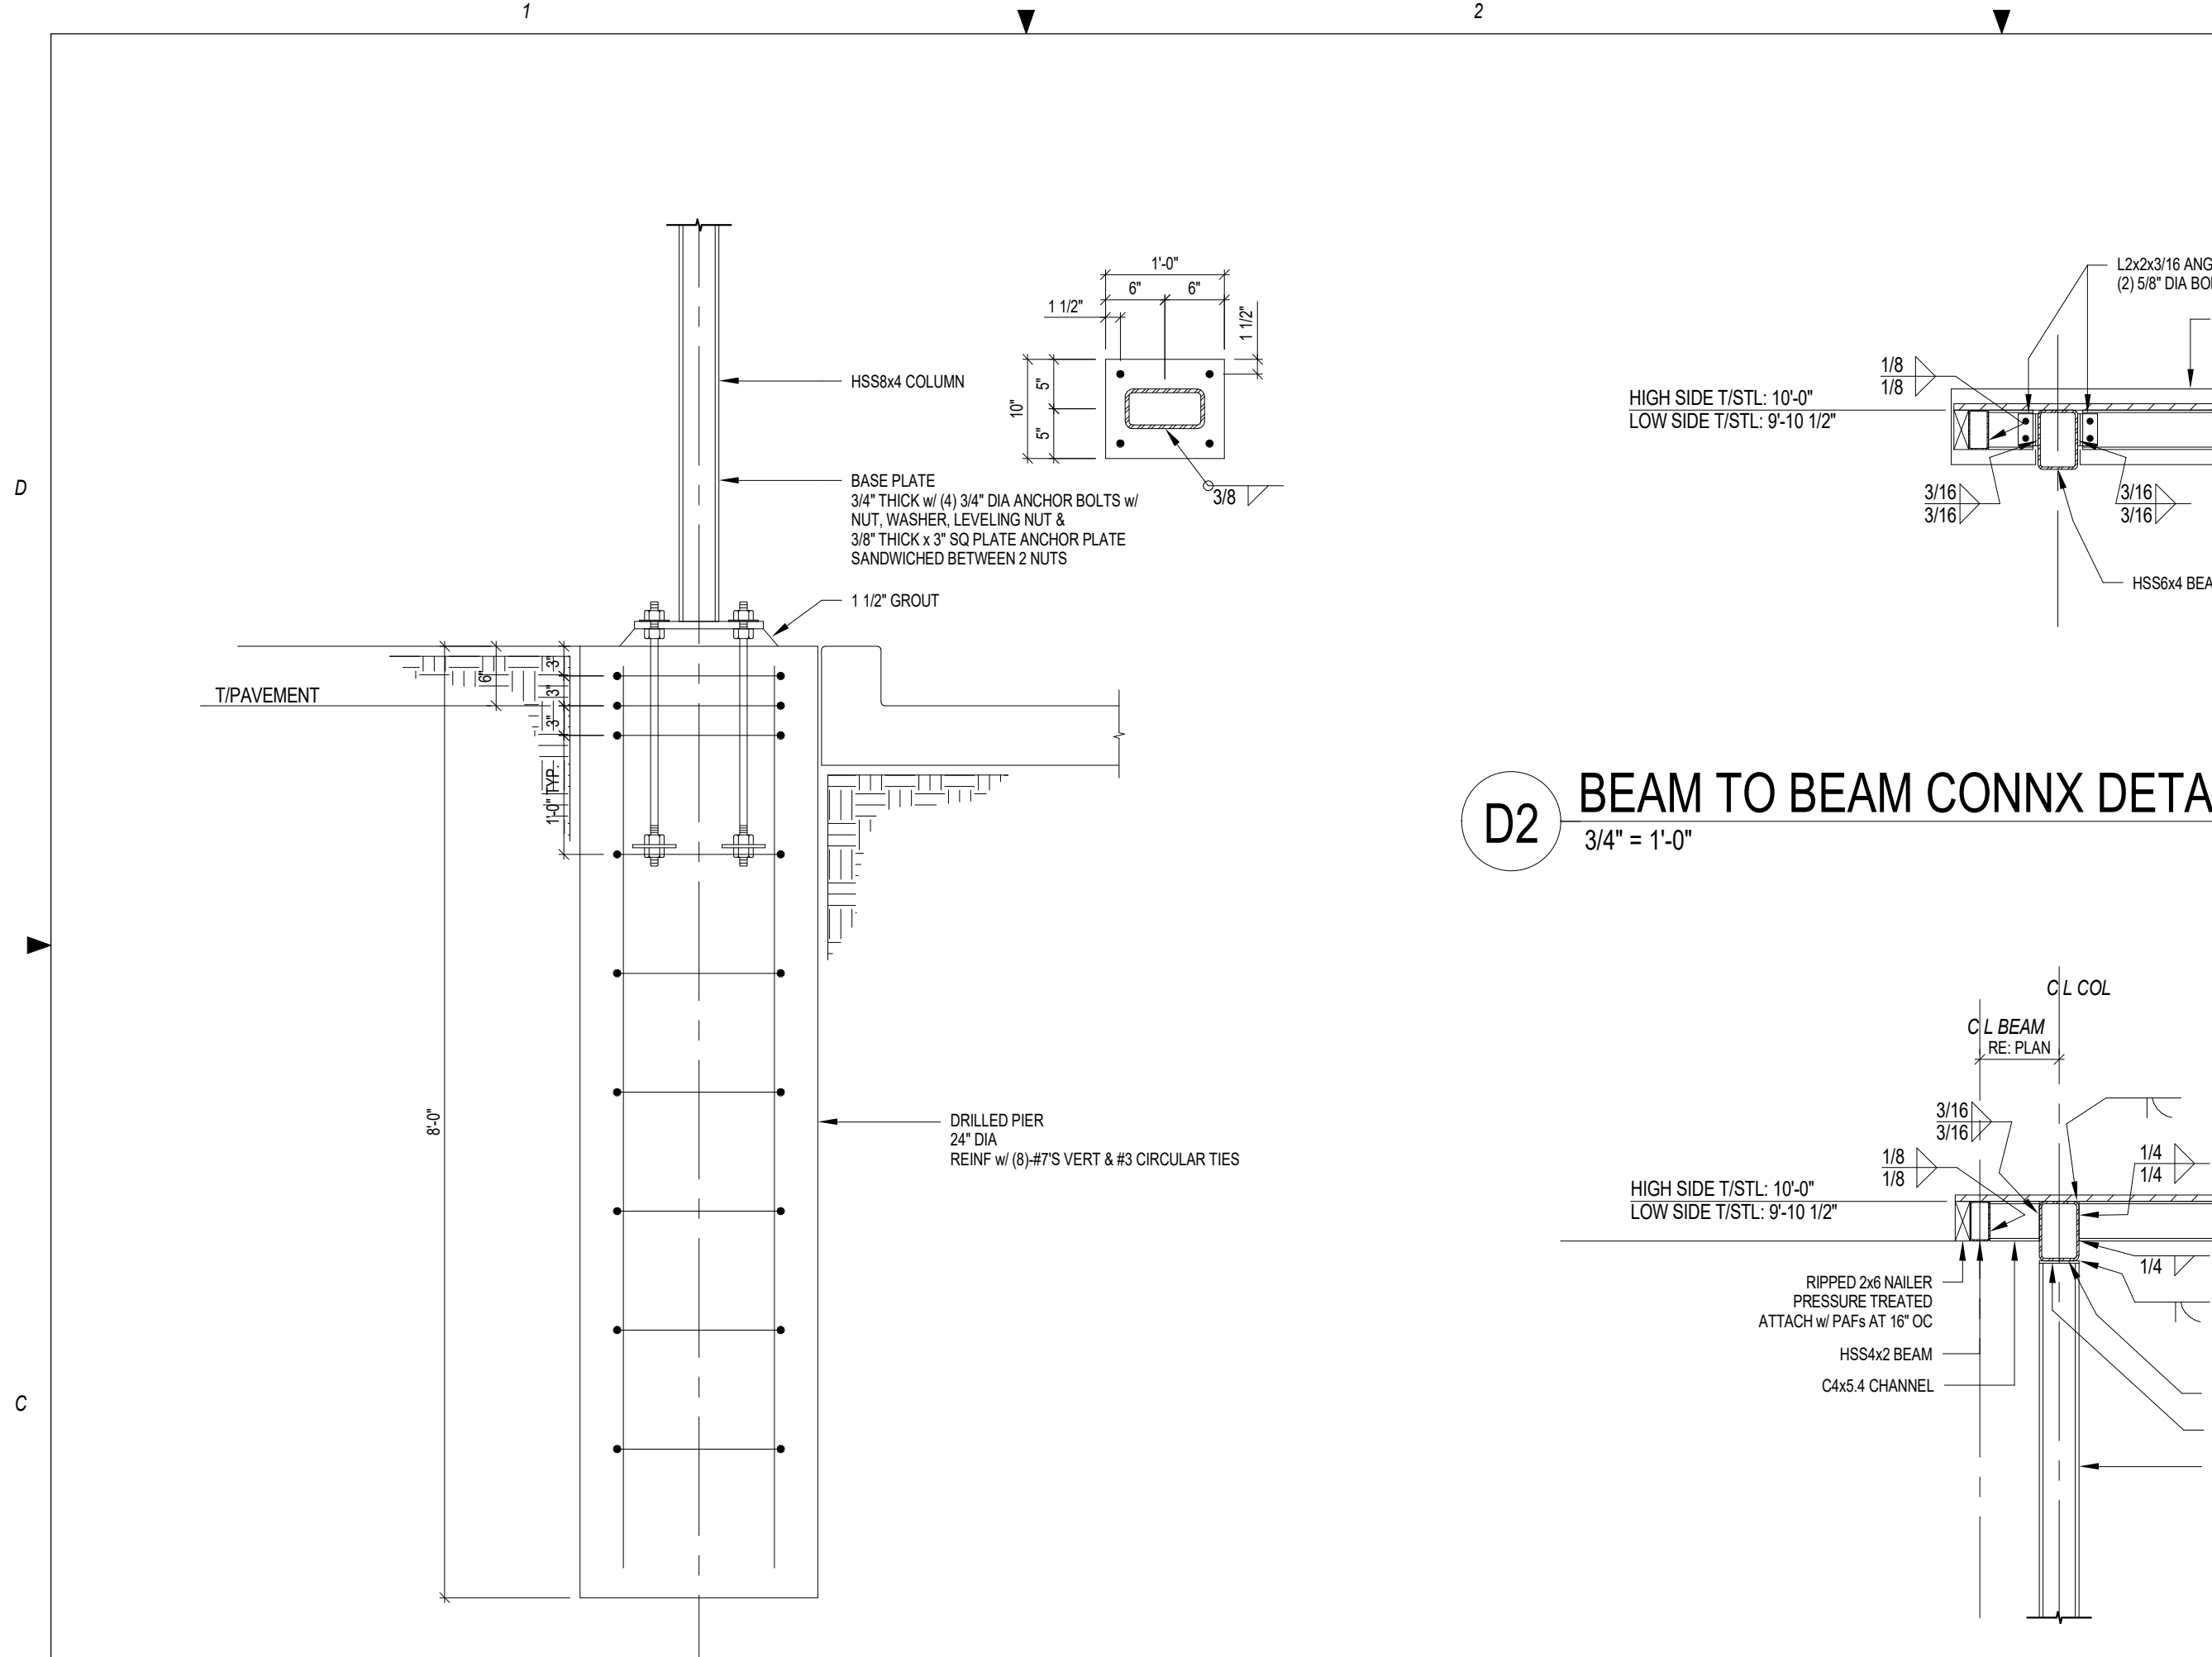 1
2
D
C
1'-0"
6"
6"
1 1/2"
1 1/2"
10"
5"
5"
3/8
HSS8x4 COLUMN
BASE PLATE
3/4" THICK w/ (4) 3/4" DIA ANCHOR BOLTS w/
NUT, WASHER, LEVELING NUT &
3/8" THICK x 3" SQ PLATE ANCHOR PLATE
SANDWICHED BETWEEN 2 NUTS
1 1/2" GROUT
T/PAVEMENT
6"
3"
3"
3"
1'-0" TYP.
8'-0"
DRILLED PIER
24" DIA
REINF w/ (8)-#7'S VERT & #3 CIRCULAR TIES
L2x2x3/16 ANG
(2) 5/8" DIA BO
1/8
1/8
HIGH SIDE T/STL: 10'-0"
LOW SIDE T/STL: 9'-10 1/2"
3/16
3/16
3/16
3/16
HSS6x4 BEA
D2
BEAM TO BEAM CONNX DETA
3/4" = 1'-0"
C L COL
C L BEAM
RE: PLAN
3/16
3/16
1/8
1/8
1/4
1/4
HIGH SIDE T/STL: 10'-0"
LOW SIDE T/STL: 9'-10 1/2"
1/4
RIPPED 2x6 NAILER
PRESSURE TREATED
ATTACH w/ PAFs AT 16" OC
HSS4x2 BEAM
C4x5.4 CHANNEL